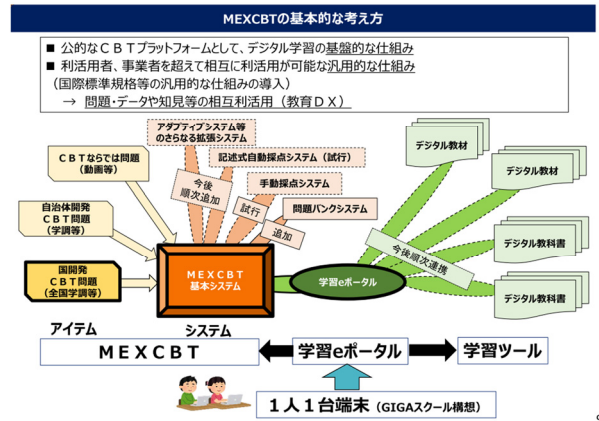 MEXCBTの基本的な考え方
■ 公的なCBTプラットフォームとして、デジタル学習の基盤的な仕組み
■ 利活用者、事業者を超えて相互に利活用が可能な汎用的な仕組み
（国際標準規格等の汎用的な仕組みの導入）
→ 問題・データや知見等の相互利活用（教育DX）
アダプティブシステム等
のさらなる拡張システム
記述式自動採点システム（試行）
手動採点システム
問題バンクシステム
今後
順次追加
試行
追加
CBTならでは問題
（動画等）
自治体開発
CBT問題
（学調等）
国開発
CBT問題
（全国学調等）
MEXCBT
基本システム
学習eポータル
今後順次連携
デジタル教材
デジタル教材
デジタル教科書
デジタル教科書
アイテム
システム
MEXCBT
学習eポータル
学習ツール
1人1台端末（GIGAスクール構想）
。